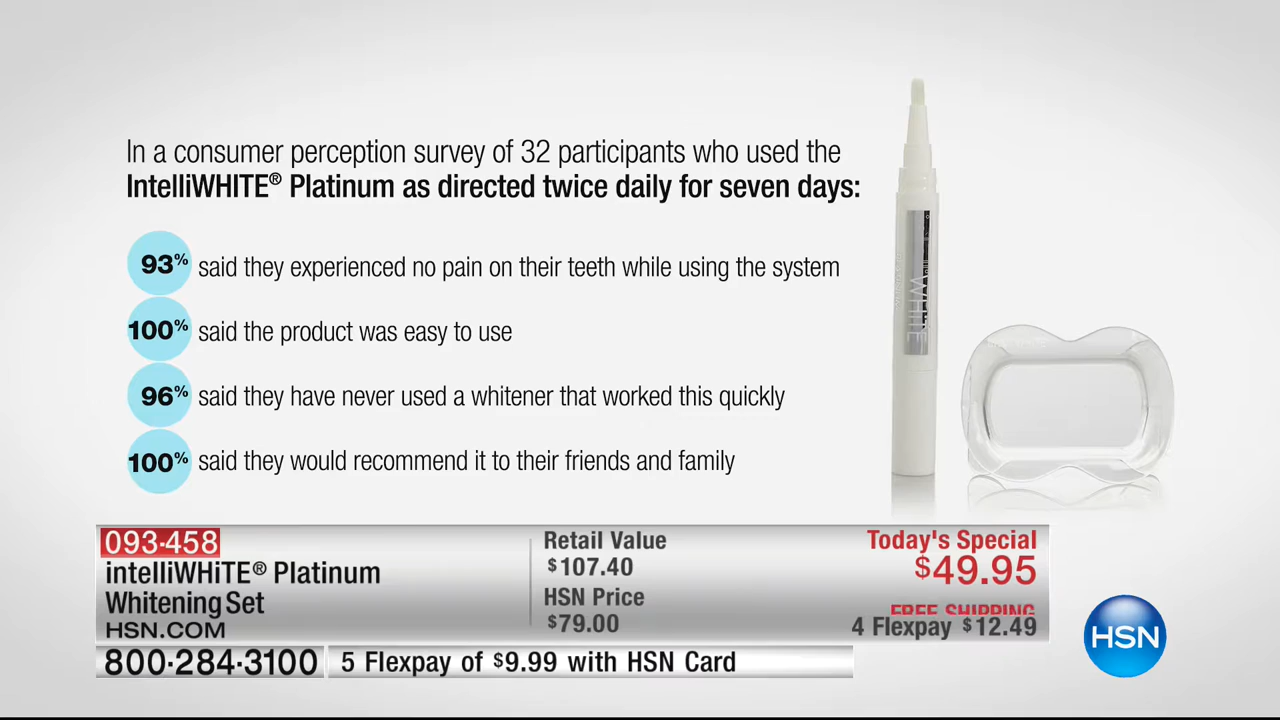 In a consumer perception survey of 32 participants who used the
IntelliWHITE® Platinum as directed twice daily for seven days:
93% said they experienced no pain on their teeth while using the system
100% said the product was easy to use
96% said they have never used a whitener that worked this quickly
100% said they would recommend it to their friends and family
WHITE
093-458
intelliWHiTE® Platinum
Whitening Set
HSN.COM
Retail Value
$107.40
HSN Price
$79.00
Today's Special
$49.95
FREE SHIPPING
4 Flexpay $12.49
HSN
800-284-3100
5 Flexpay of $9.99 with HSN Card